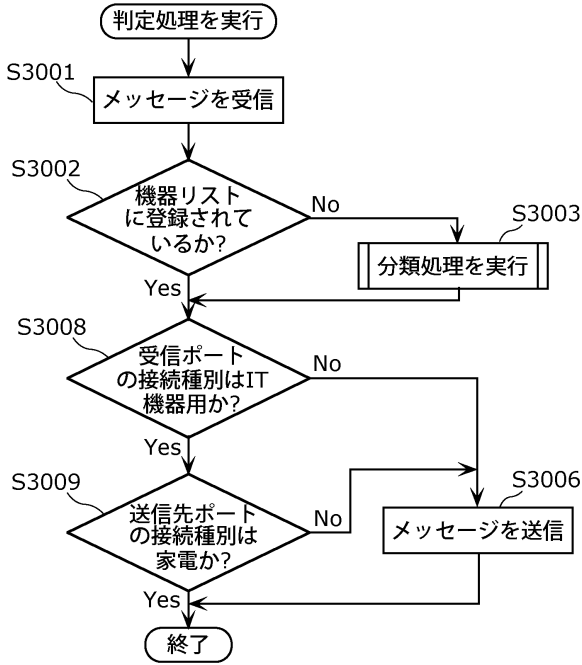 判定処理を実行
S3001
メッセージを受信
S3002
機器リスト
に登録されて
いるか?
No
S3003
分類処理を実行
Yes
S3008
受信ポート
の接続種別はIT
機器用か?
No
Yes
S3009
送信先ポート
の接続種別は
家電か?
No
S3006
メッセージを送信
Yes
終了